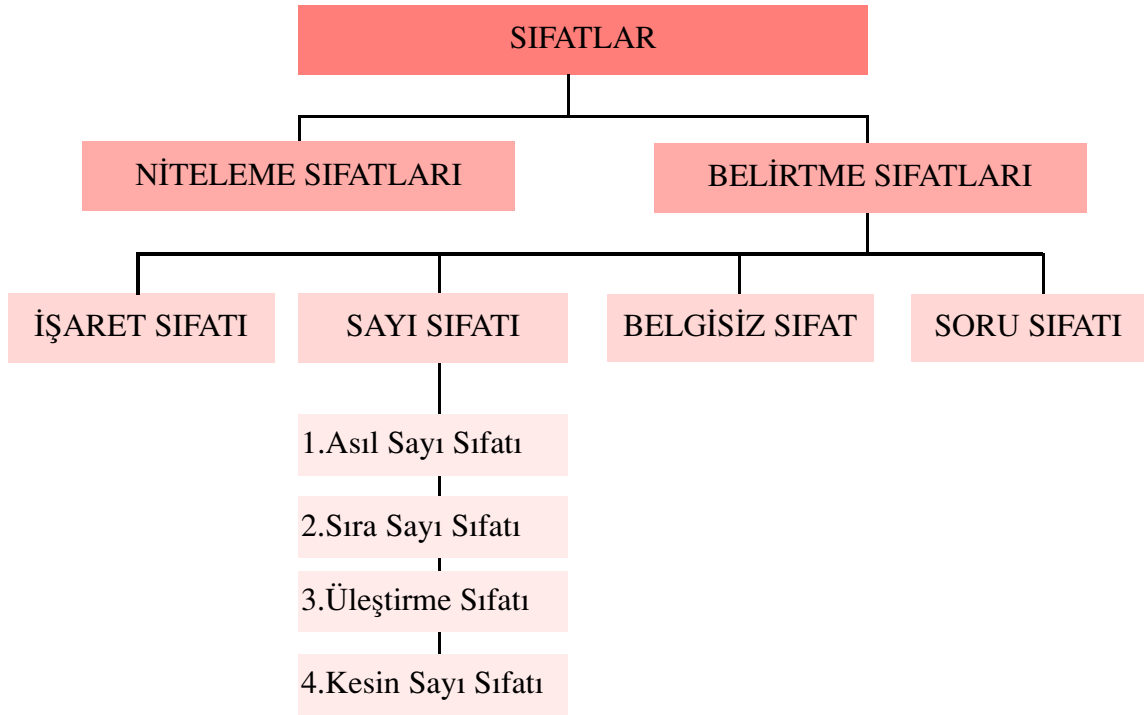 SIFATLAR
NİTELEME SIFATLARI
BELİRTME SIFATLARI
İŞARET SIFATI
SAYI SIFATI
BELGİSİZ SIFAT
SORU SIFATI
1.Asıl Sayı Sıfatı
2.Sıra Sayı Sıfatı
3.Üleştirme Sıfatı
4.Kesin Sayı Sıfatı